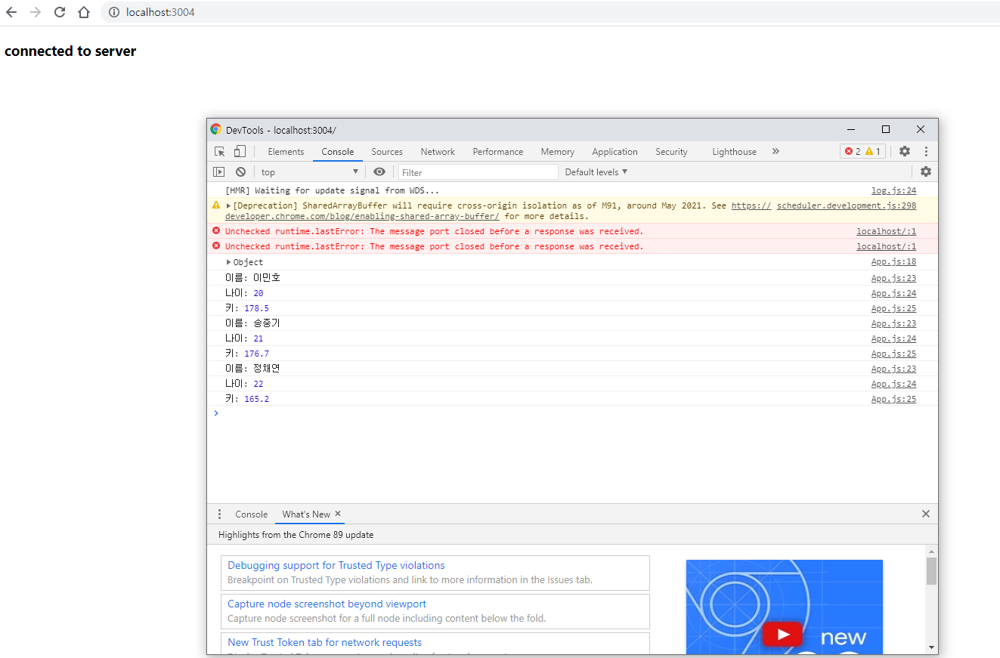 localhost:3004
connected to server
DevTools - localhost:3004/
Elements Console Sources Network Performance Memory Application Security Lighthouse » 2 1
top ▼ Filter Default levels ▼
[HMR] Waiting for update signal from WDS... log.js:24
▶[Deprecation] SharedArrayBuffer will require cross-origin isolation as of M91, around May 2021. See https:// scheduler.development.js:298
developer.chrome.com/blog/enabling-shared-array-buffer/ for more details.
Unchecked runtime.lastError: The message port closed before a response was received. localhost/:1
Unchecked runtime.lastError: The message port closed before a response was received. localhost/:1
▶Object App.js:18
이름: 이민호 App.js:23
나이: 20 App.js:24
키: 178.5 App.js:25
이름: 송중기 App.js:23
나이: 21 App.js:24
키: 176.7 App.js:25
이름: 정채연 App.js:23
나이: 22 App.js:24
키: 165.2 App.js:25
Console What's New
Highlights from the Chrome 89 update
Debugging support for Trusted Type violations
Breakpoint on Trusted Type violations and link to more information in the Issues tab.
Capture node screenshot beyond viewport
Capture node screenshot for a full node including content below the fold.
New Trust Token tab for network requests
new